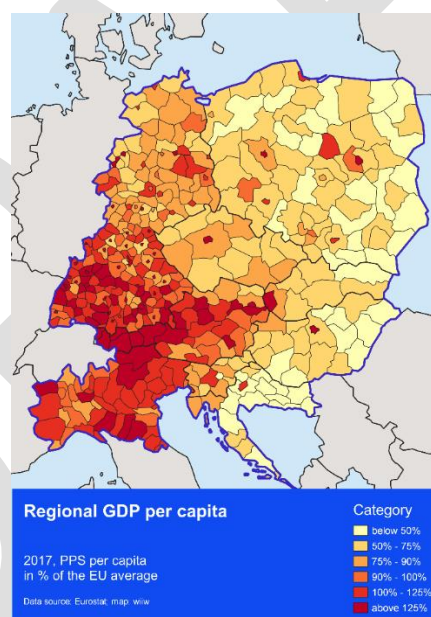 Regional GDP per capita
2017, PPS per capita
in % of the EU average
Data source: Eurostat; map: wiiw
Category
below 50%
50% - 75%
75% - 90%
90% - 100%
100% - 125%
above 125%